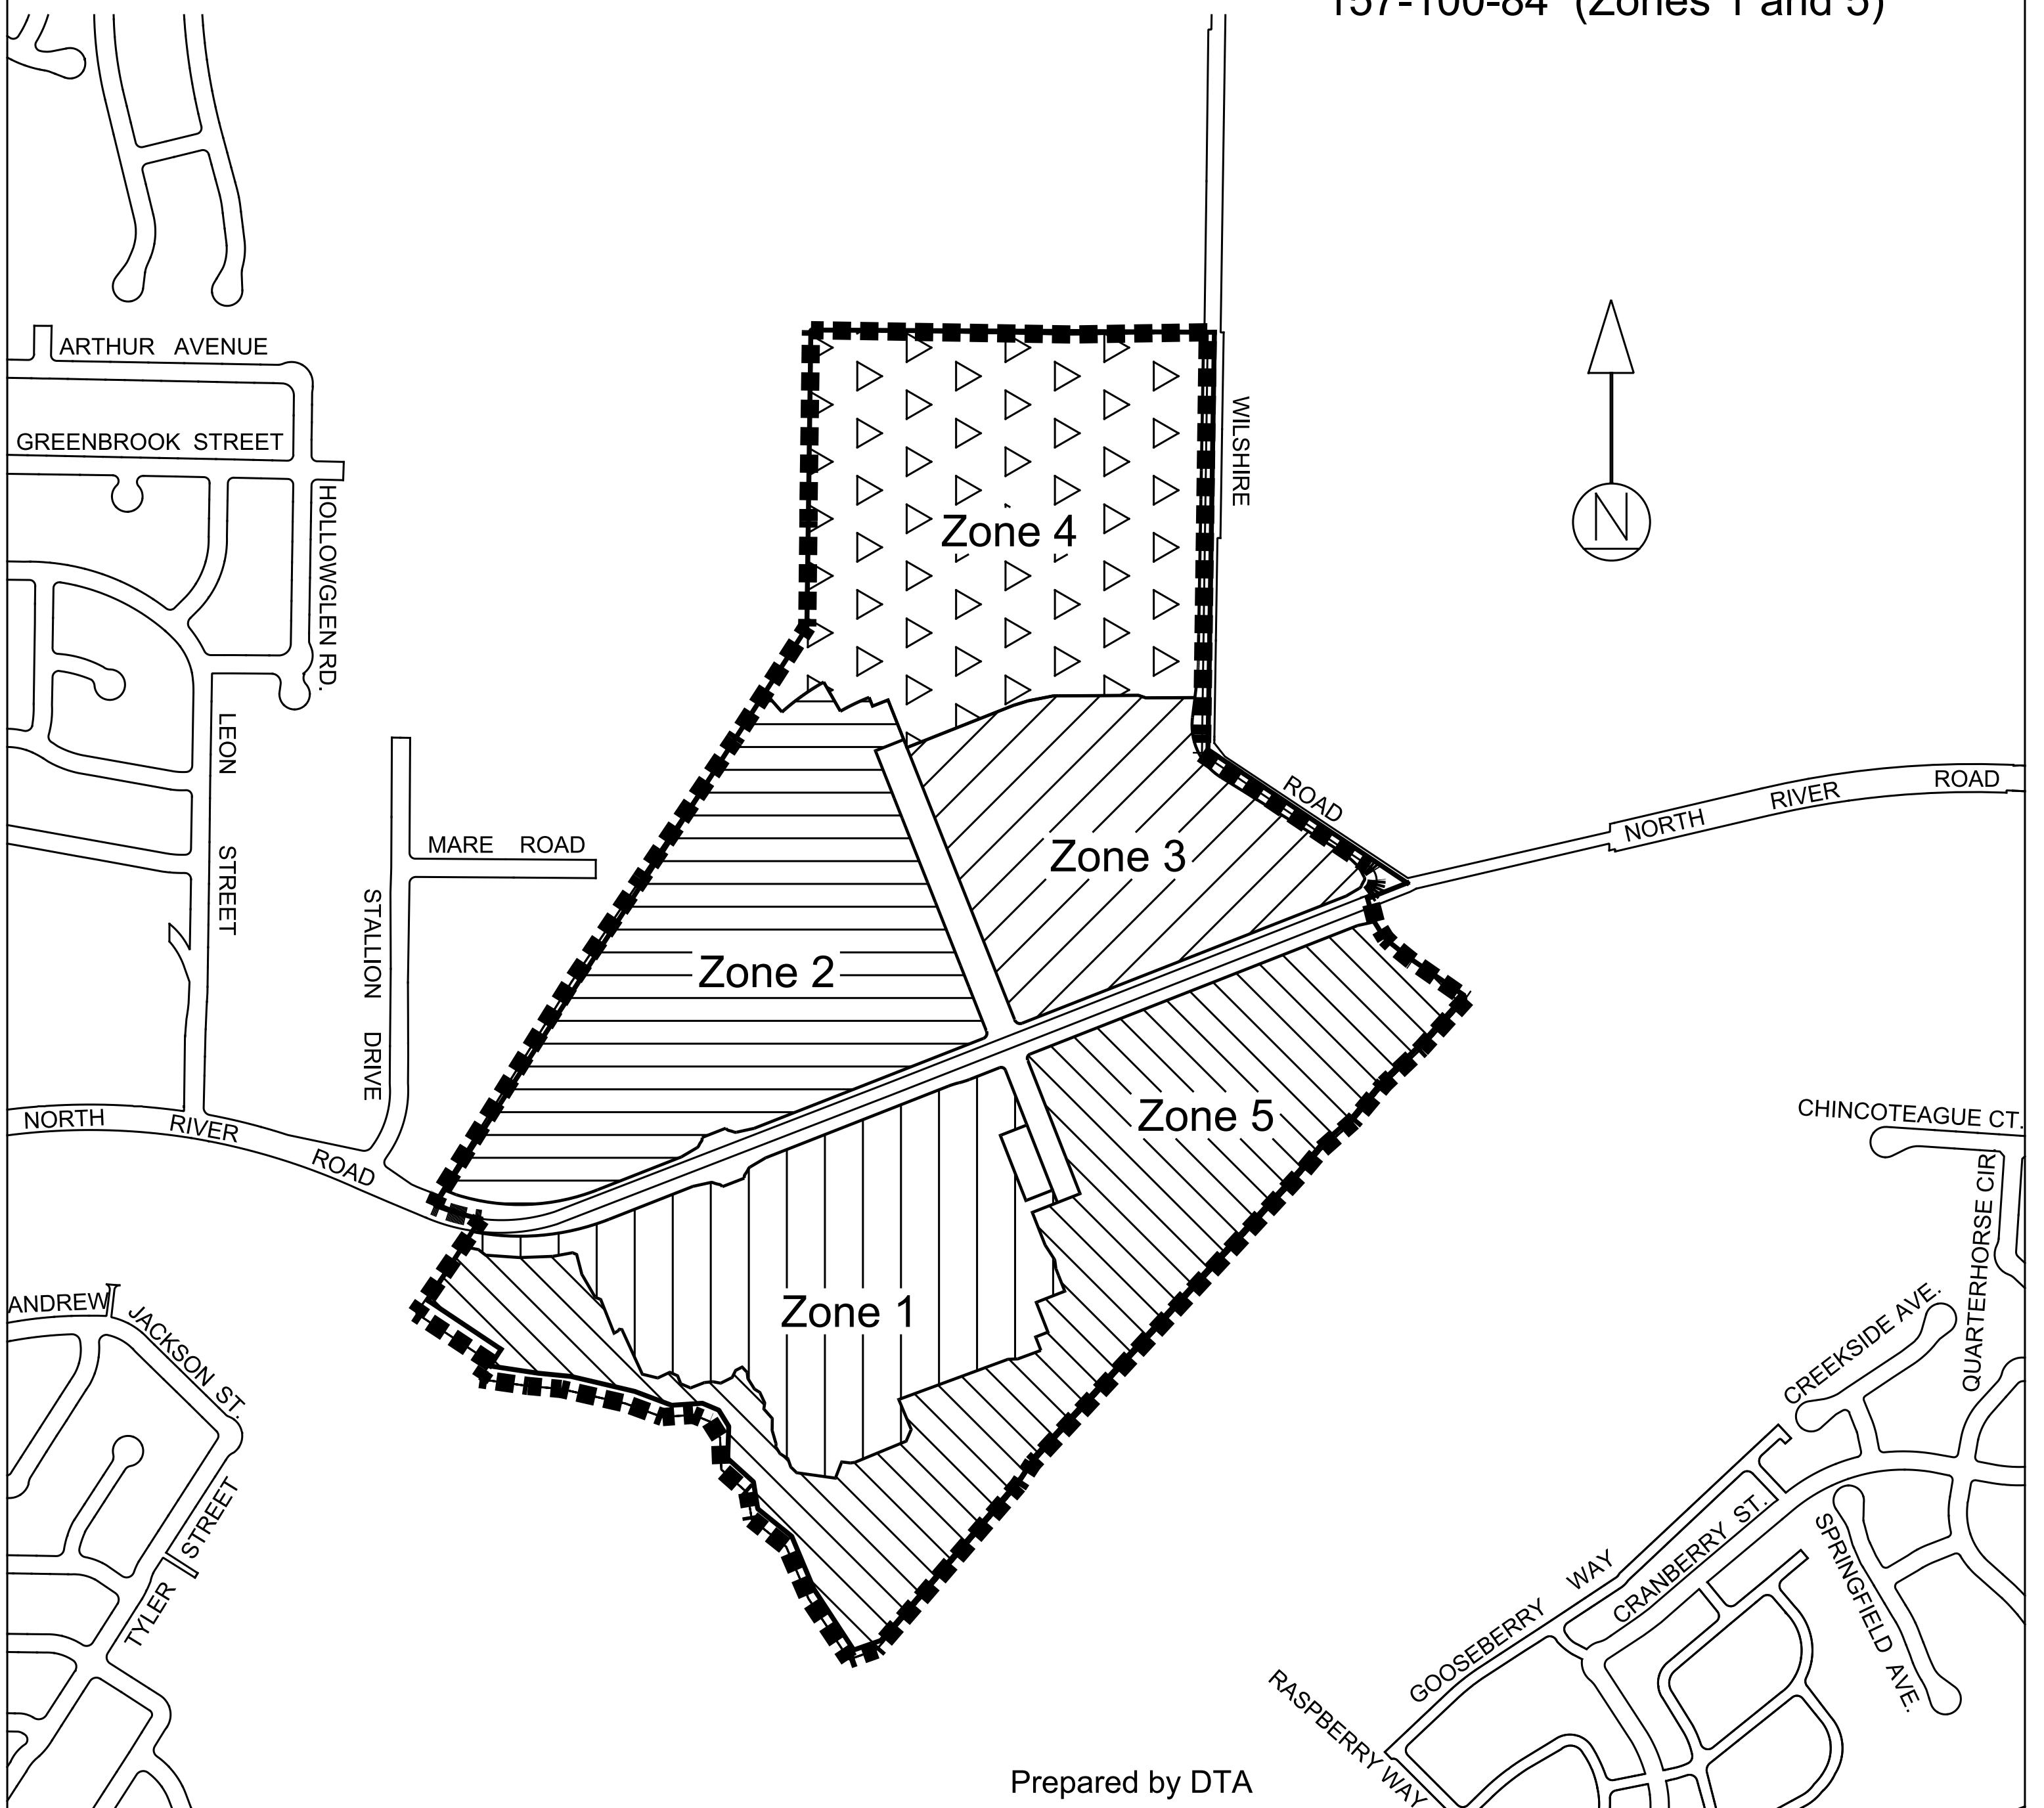 157-100-84 (Zones 1 and 5)
ARTHUR AVENUE
GREENBROOK STREET
HOLLOWGLEN RD.
LEON STREET
STALLION DRIVE
MARE ROAD
NORTH RIVER ROAD
WILSHIRE ROAD
N
NORTH RIVER ROAD
Zone 4
Zone 3
Zone 2
Zone 5
Zone 1
ANDREW JACKSON ST.
TYLER STREET
CHINCOTEAGUE CT.
QUARTERHORSE CIR
CREEKSIDE AVE.
CRANBERRY ST.
SPRINGFIELD AVE.
GOOSEBERRY WAY
RASPBERRY WAY
Prepared by DTA